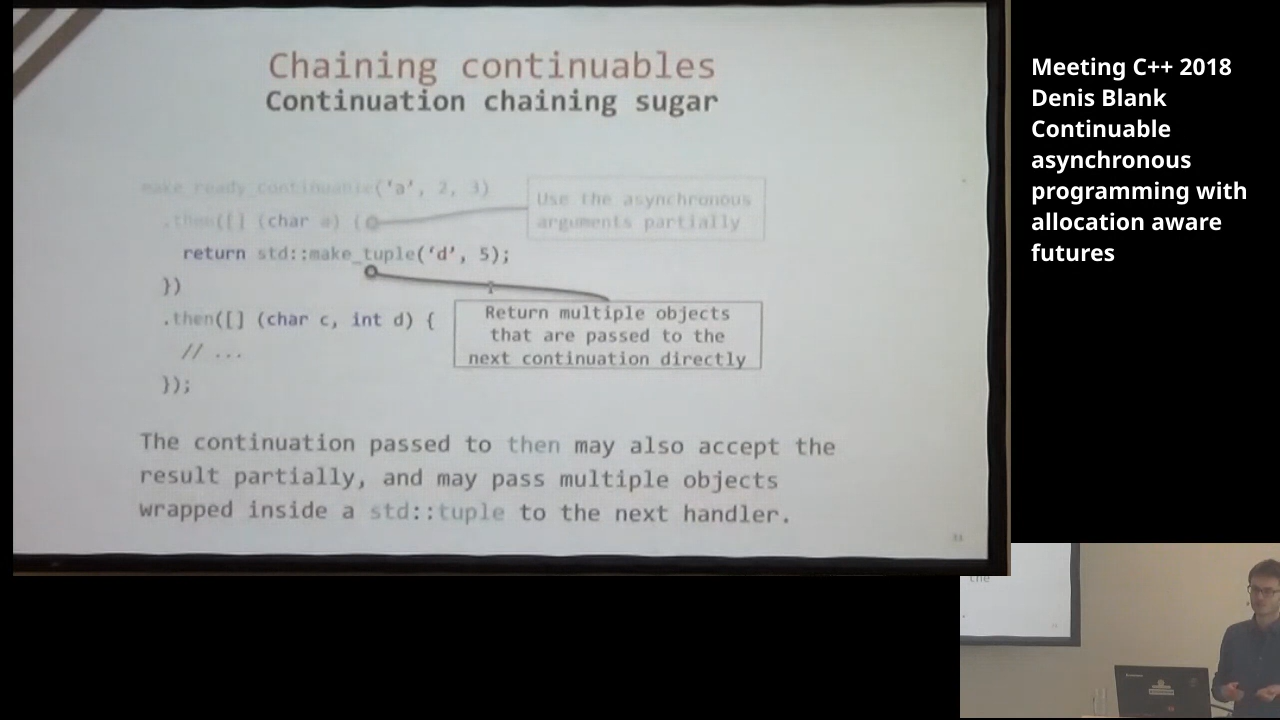 Chaining continuables
Continuation chaining sugar
make_ready_continuable('a', 2, 3)
.then([] (char a) {
Use the asynchronous
arguments partially
return std::make_tuple('d', 5);
})
.then([] (char c, int d) {
// ...
});
Return multiple objects
that are passed to the
next continuation directly
The continuation passed to then may also accept the
result partially, and may pass multiple objects
wrapped inside a std::tuple to the next handler.
Meeting C++ 2018
Denis Blank
Continuable
asynchronous
programming with
allocation aware
futures
the